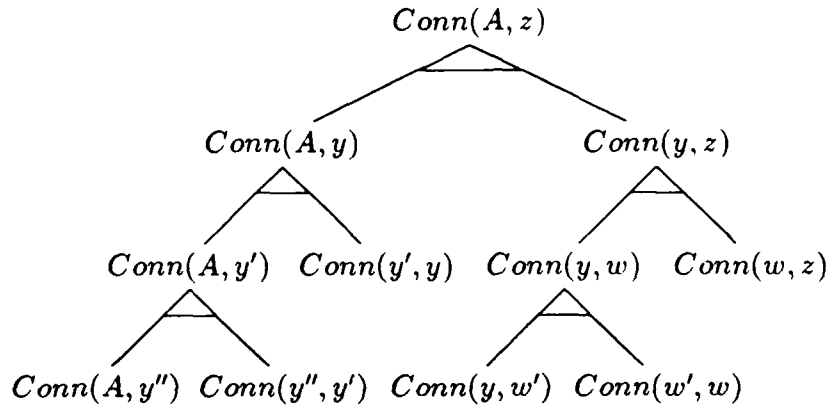 Conn(A, z)
Conn(A, y) Conn(y, z)
Conn(A, y′) Conn(y′, y) Conn(y, w) Conn(w, z)
Conn(A, y″) Conn(y″, y′) Conn(y, w′) Conn(w′, w)